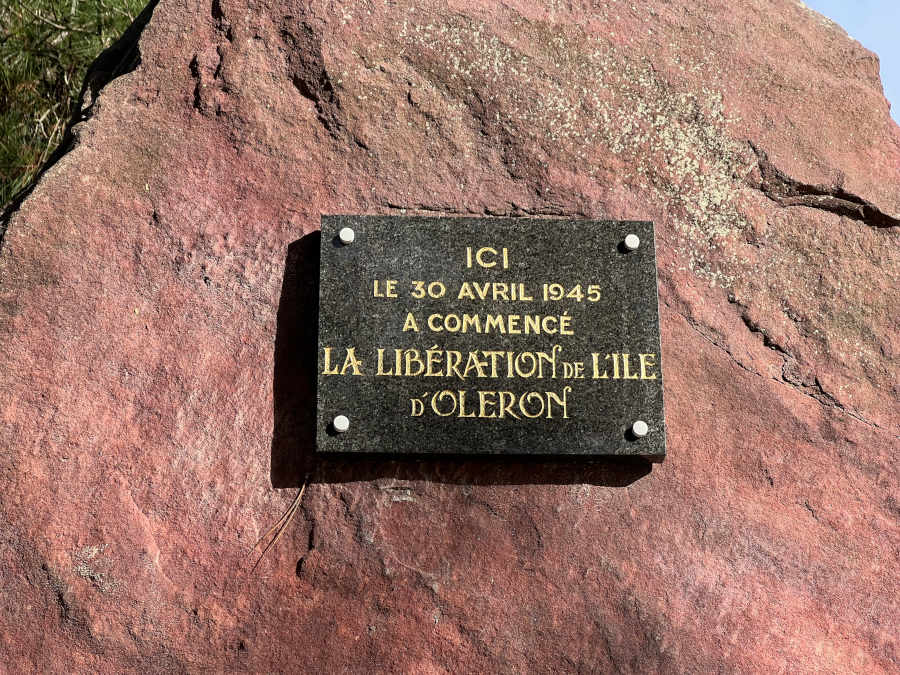 ICI
LE 30 AVRIL 1945
A COMMENCÉ
LA LIBÉRATION DE L'ILE
D'OLERON